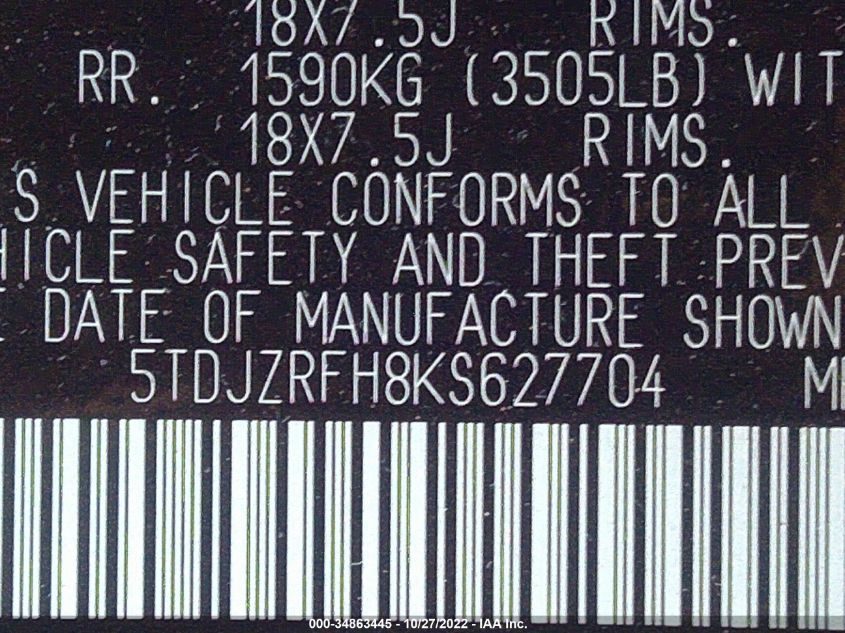 18X7.5J RIMS.
RR. 1590KG (3505LB) WIT
18X7.5J RIMS.
S VEHICLE CONFORMS TO ALL
HICLE SAFETY AND THEFT PREV
E DATE OF MANUFACTURE SHOWN
5TDJZRFH8KS627704 M
000-34863445 - 10/27/2022 - IAA Inc.